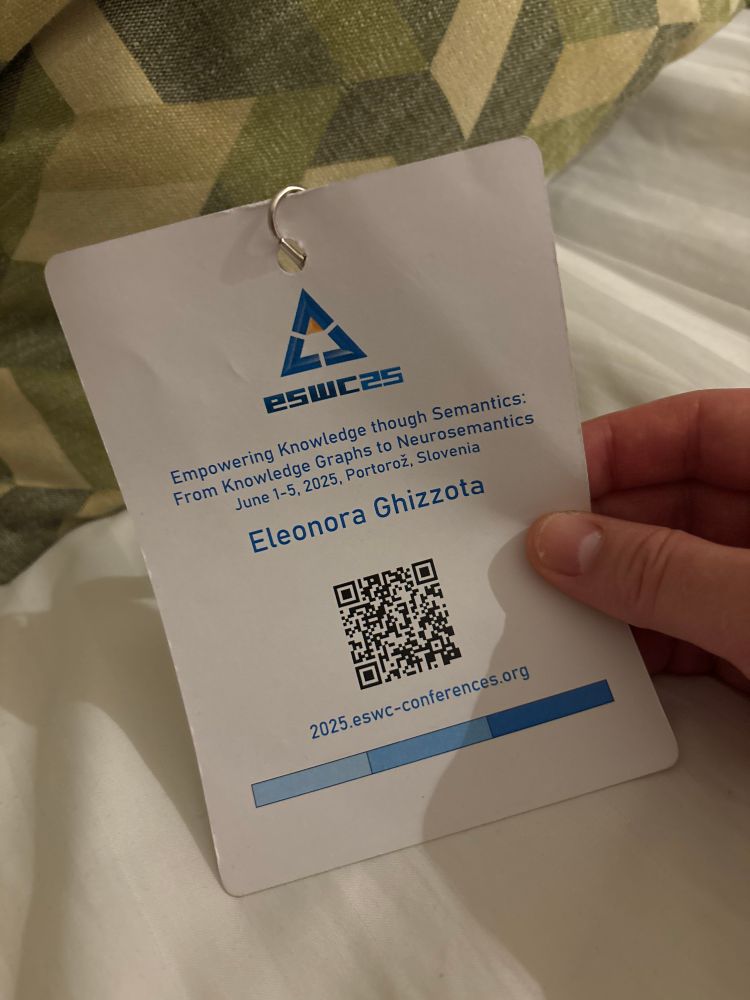 ESWC25
Empowering Knowledge though Semantics:
From Knowledge Graphs to Neurosemantics
June 1-5, 2025, Portorož, Slovenia
Eleonora Ghizzota
2025.eswc-conferences.org